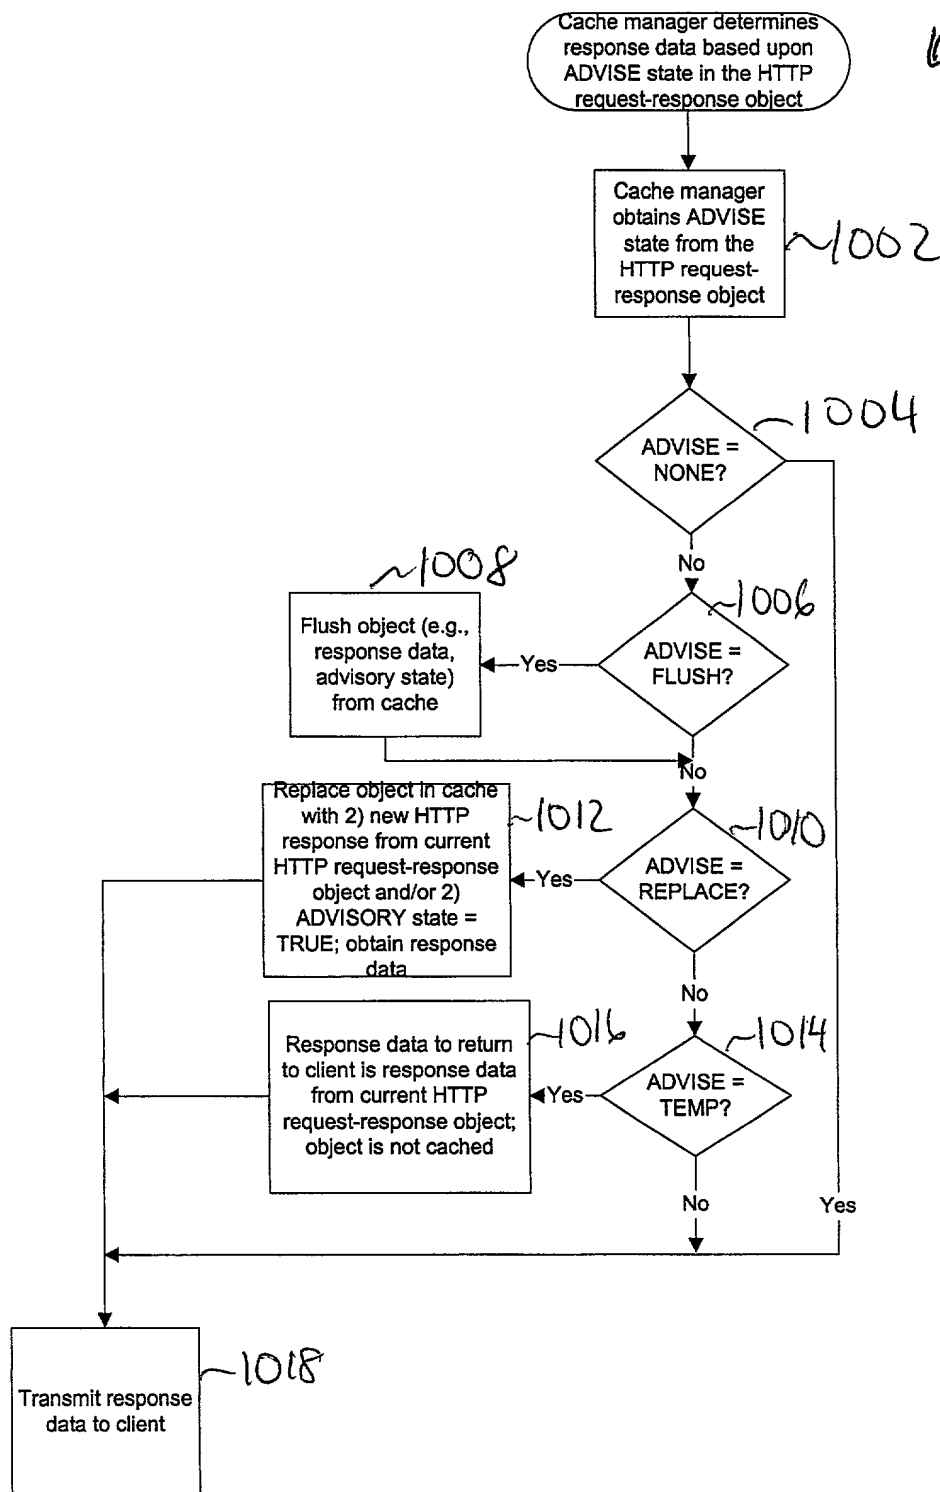 Cache manager determines
response data based upon
ADVISE state in the HTTP
request-response object
Cache manager
obtains ADVISE
state from the
HTTP request-
response object
1002
1004
ADVISE =
NONE?
No
1008
1006
Flush object (e.g.,
response data,
advisory state)
from cache
Yes
ADVISE =
FLUSH?
No
Replace object in cache
with 2) new HTTP
response from current
HTTP request-response
object and/or 2)
ADVISORY state =
TRUE; obtain response
data
1012
1010
Yes
ADVISE =
REPLACE?
No
1016
1014
Response data to return
to client is response data
from current HTTP
request-response object;
object is not cached
Yes
ADVISE =
TEMP?
No
Yes
1018
Transmit response
data to client